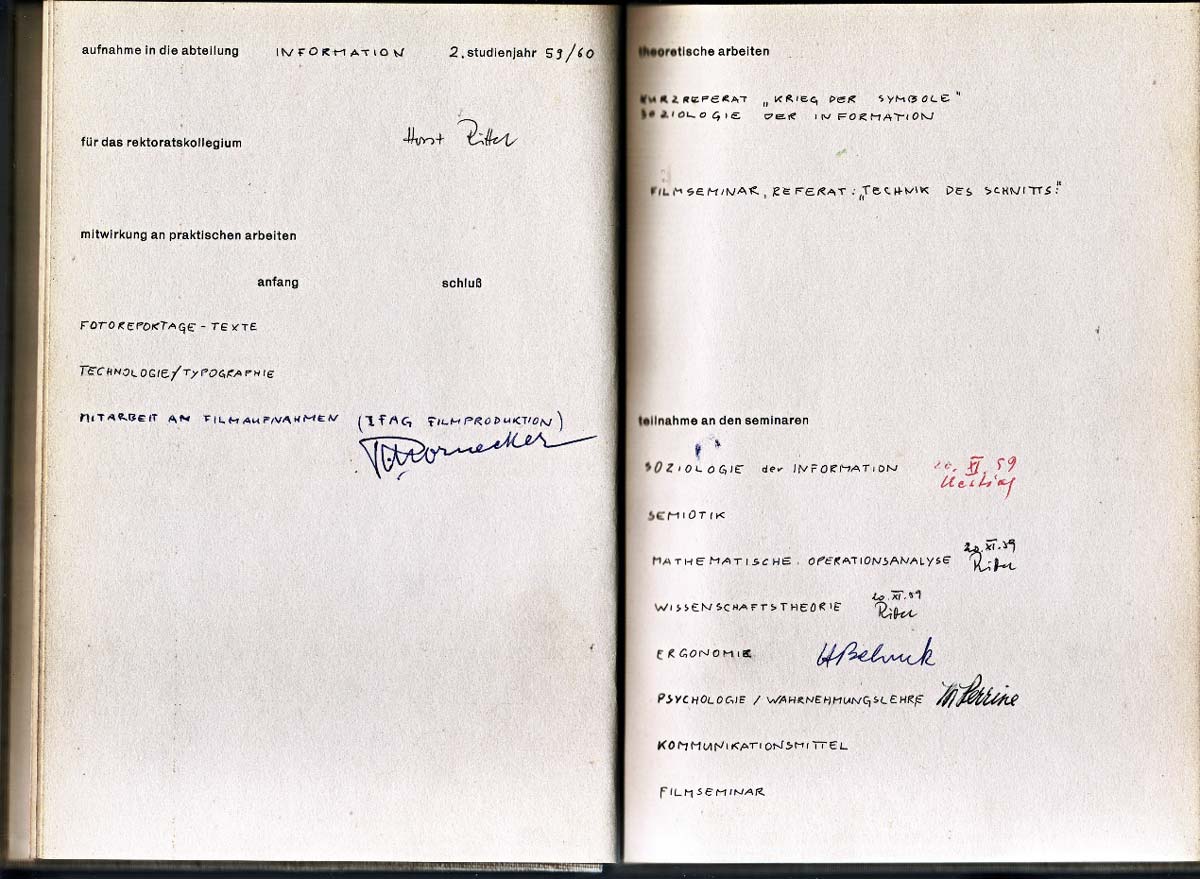 aufnahme in die abteilung INFORMATION 2. studienjahr 59/60
für das rektoratskollegium Horst Rittel
mitwirkung an praktischen arbeiten
anfang schluß
FOTOREPORTAGE - TEXTE
TECHNOLOGIE/TYPOGRAPHIE
MITARBEIT AN FILMAUFNAHMEN (IFAG FILMPRODUKTION)
theoretische arbeiten
KURZREFERAT „KRIEG DER SYMBOLE"
SOZIOLOGIE DER INFORMATION
FILMSEMINAR, REFERAT: „TECHNIK DES SCHNITTS."
teilnahme an den seminaren
SOZIOLOGIE der INFORMATION 20. XI. 59
SEMIOTIK
MATHEMATISCHE OPERATIONSANALYSE 20. XI. 59 Rittel
WISSENSCHAFTSTHEORIE 20. XI. 59 Rittel
ERGONOMIE
PSYCHOLOGIE / WAHRNEHMUNGSLEHRE M Perrine
KOMMUNIKATIONSMITTEL
FILMSEMINAR